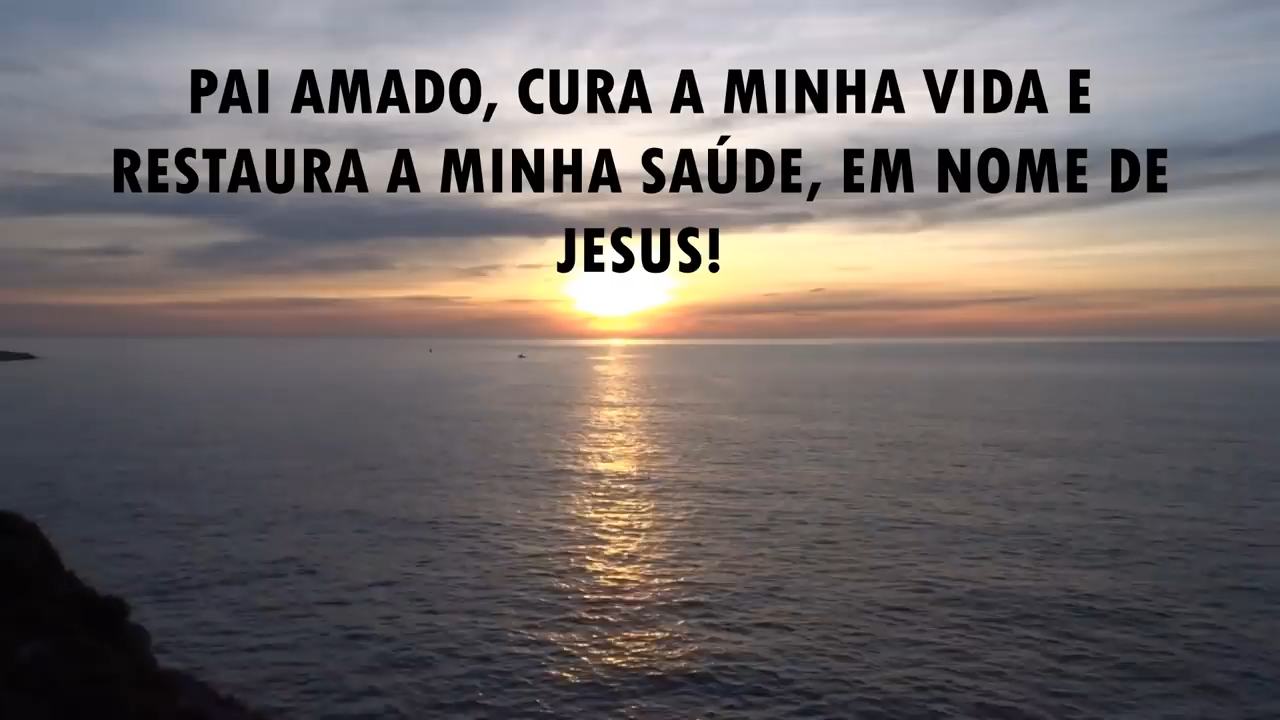 PAI AMADO, CURA A MINHA VIDA E
RESTAURA A MINHA SAÚDE, EM NOME DE
JESUS!